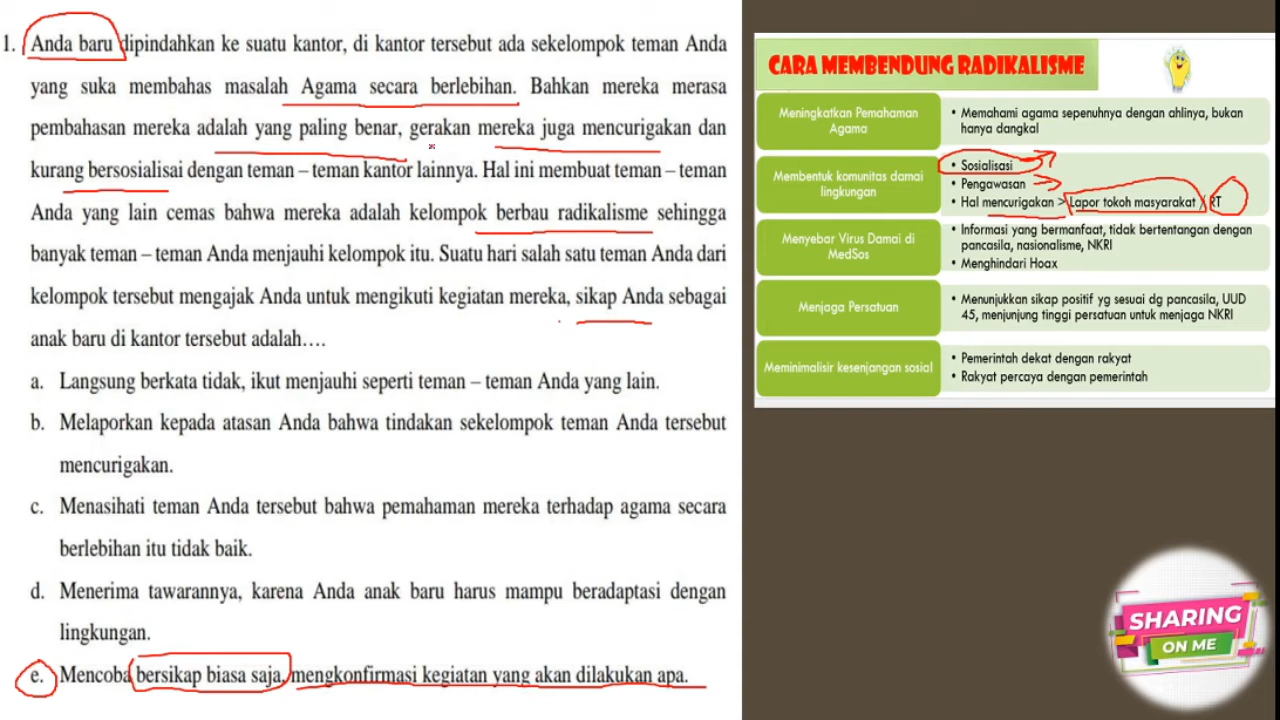 1. Anda baru dipindahkan ke suatu kantor, di kantor tersebut ada sekelompok teman Anda
yang suka membahas masalah Agama secara berlebihan. Bahkan mereka merasa
pembahasan mereka adalah yang paling benar, gerakan mereka juga mencurigakan dan
kurang bersosialisai dengan teman – teman kantor lainnya. Hal ini membuat teman – teman
Anda yang lain cemas bahwa mereka adalah kelompok berbau radikalisme sehingga
banyak teman – teman Anda menjauhi kelompok itu. Suatu hari salah satu teman Anda dari
kelompok tersebut mengajak Anda untuk mengikuti kegiatan mereka, sikap Anda sebagai
anak baru di kantor tersebut adalah….
a. Langsung berkata tidak, ikut menjauhi seperti teman – teman Anda yang lain.
b. Melaporkan kepada atasan Anda bahwa tindakan sekelompok teman Anda tersebut
mencurigakan.
c. Menasihati teman Anda tersebut bahwa pemahaman mereka terhadap agama secara
berlebihan itu tidak baik.
d. Menerima tawarannya, karena Anda anak baru harus mampu beradaptasi dengan
lingkungan.
e. Mencoba bersikap biasa saja, mengkonfirmasi kegiatan yang akan dilakukan apa.
CARA MEMBENDUNG RADIKALISME
Meningkatkan Pemahaman
Agama
• Memahami agama sepenuhnya dengan ahlinya, bukan
hanya dangkal
Membentuk komunitas damai
lingkungan
• Sosialisasi
• Pengawasan
• Hal mencurigakan > Lapor tokoh masyarakat / RT
Menyebar Virus Damai di
MedSos
• Informasi yang bermanfaat, tidak bertentangan dengan
pancasila, nasionalisme, NKRI
• Menghindari Hoax
Menjaga Persatuan
• Menunjukkan sikap positif yg sesuai dg pancasila, UUD
45, menjunjung tinggi persatuan untuk menjaga NKRI
Meminimalisir kesenjangan sosial
• Pemerintah dekat dengan rakyat
• Rakyat percaya dengan pemerintah
SHARING
ON ME